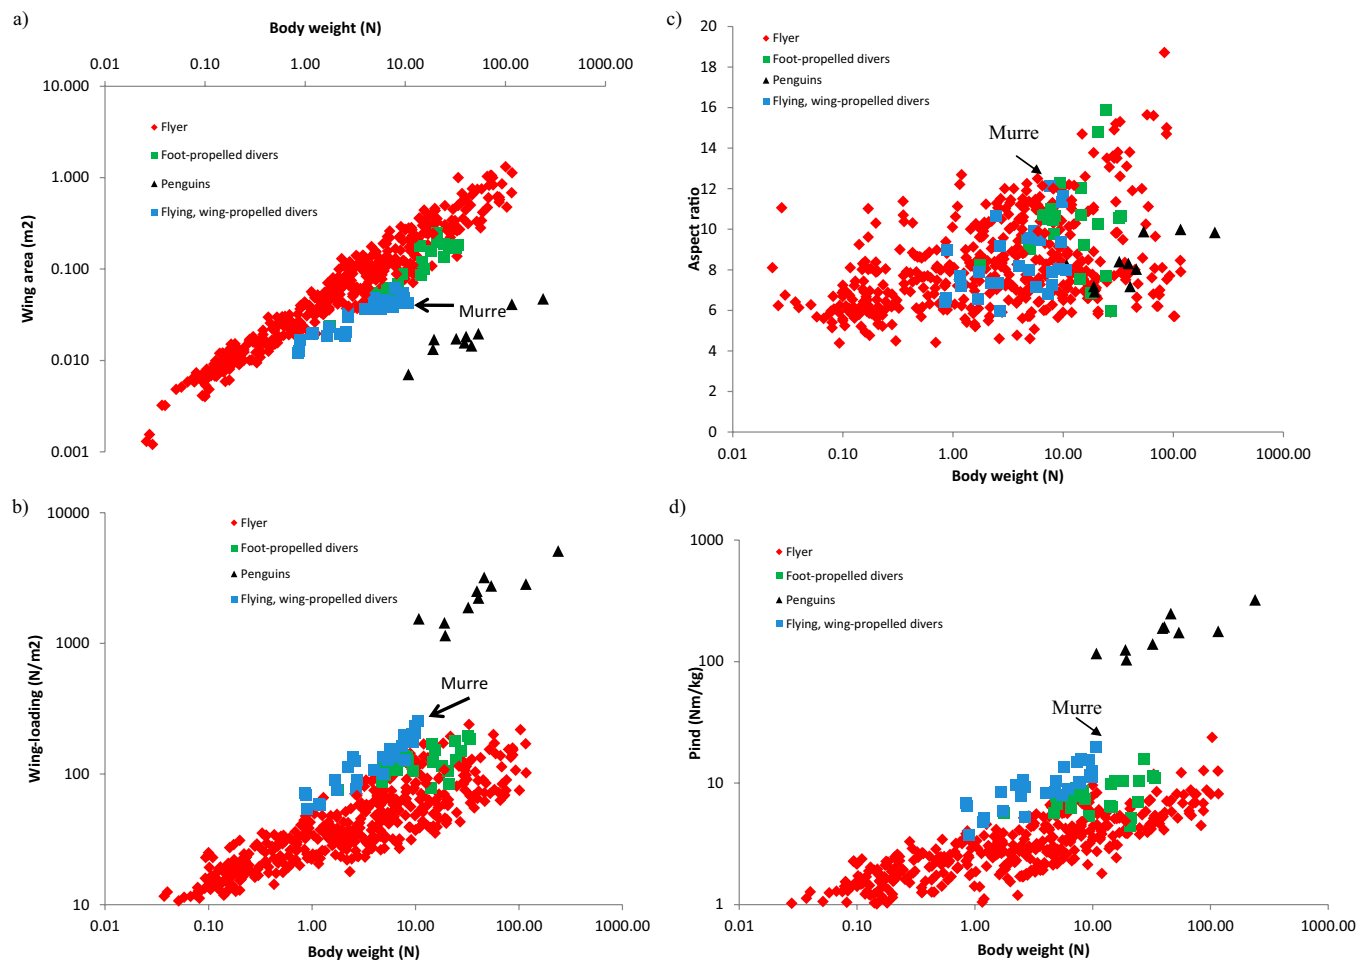 a)
Body weight (N)
0.01 0.10 1.00 10.00 100.00 1000.00
10.000
1.000
0.100
0.010
0.001
Wing area (m2)
Flyer
Foot-propelled divers
Penguins
Flying, wing-propelled divers
Murre
c)
20
18
16
14
12
10
8
6
4
2
0
Aspect ratio
Flyer
Foot-propelled divers
Penguins
Flying, wing-propelled divers
Murre
0.01 0.10 1.00 10.00 100.00 1000.00
Body weight (N)
b)
10000
1000
100
10
Wing-loading (N/m2)
Flyer
Foot-propelled divers
Penguins
Flying, wing-propelled divers
Murre
0.01 0.10 1.00 10.00 100.00 1000.00
Body weight (N)
d)
1000
100
10
1
Pind (Nm/kg)
Flyer
Foot-propelled divers
Penguins
Flying, wing-propelled divers
Murre
0.01 0.10 1.00 10.00 100.00 1000.00
Body weight (N)